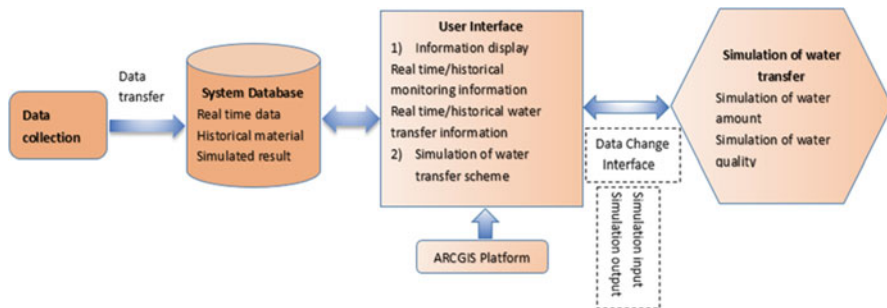 Data
collection
Data
transfer
System Database
Real time data
Historical material
Simulated result
User Interface
1) Information display
Real time/historical
monitoring information
Real time/historical water
transfer information
2) Simulation of water
transfer scheme
ARCGIS Platform
Data Change
Interface
Simulation input
Simulation output
Simulation of water
transfer
Simulation of water
amount
Simulation of water
quality